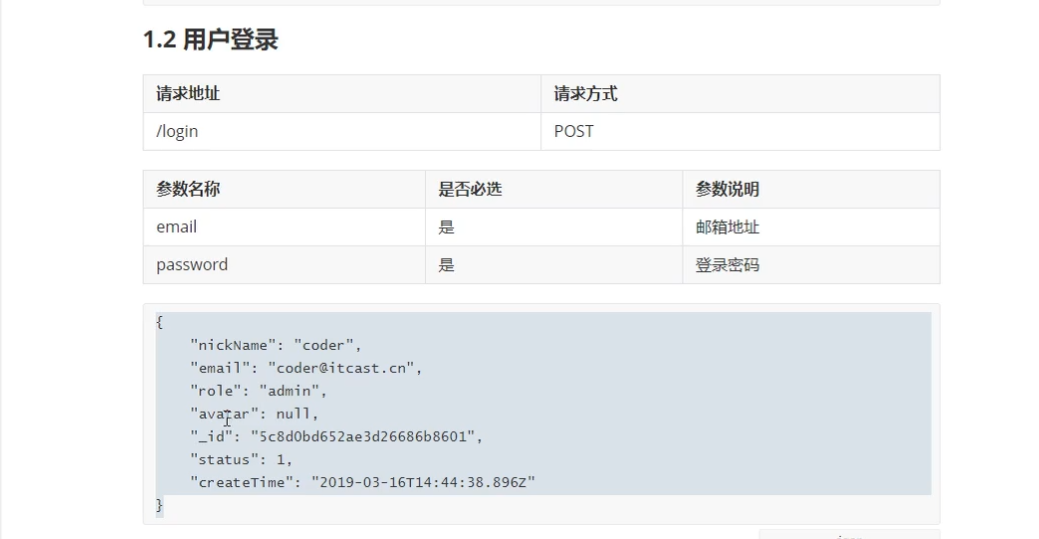 1.2 用户登录
请求地址 请求方式
/login POST
参数名称 是否必选 参数说明
email 是 邮箱地址
password 是 登录密码
{
"nickName": "coder",
"email": "coder@itcast.cn",
"role": "admin",
"avatar": null,
"_id": "5c8d0bd652ae3d26686b8601",
"status": 1,
"createTime": "2019-03-16T14:44:38.896Z"
}